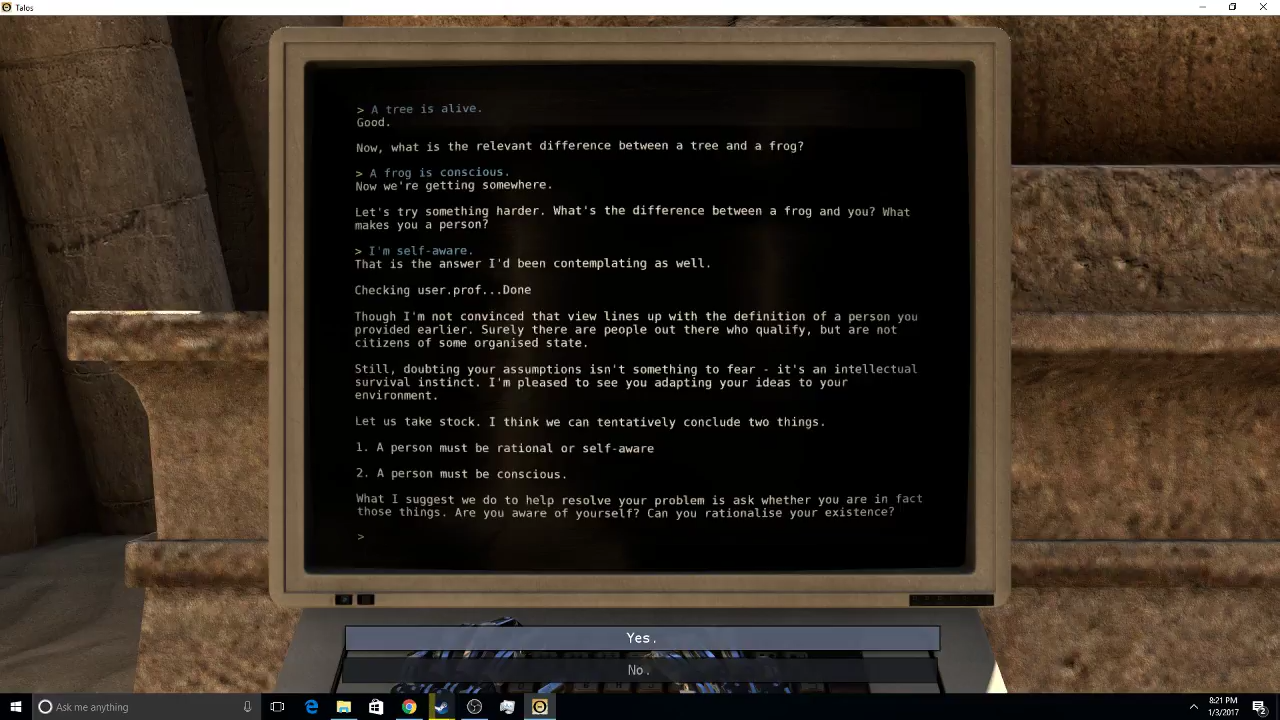 Talos
> A tree is alive.
Good.
Now, what is the relevant difference between a tree and a frog?
> A frog is conscious.
Now we're getting somewhere.
Let's try something harder. What's the difference between a frog and you? What
makes you a person?
> I'm self-aware.
That is the answer I'd been contemplating as well.
Checking user.prof...Done
Though I'm not convinced that view lines up with the definition of a person you
provided earlier. Surely there are people out there who qualify, but are not
citizens of some organised state.
Still, doubting your assumptions isn't something to fear - it's an intellectual
survival instinct. I'm pleased to see you adapting your ideas to your
environment.
Let us take stock. I think we can tentatively conclude two things.
1. A person must be rational or self-aware
2. A person must be conscious.
What I suggest we do to help resolve your problem is ask whether you are in fact
those things. Are you aware of yourself? Can you rationalise your existence?
>
Yes.
No.
Ask me anything
8:21 PM
1/3/2017
2